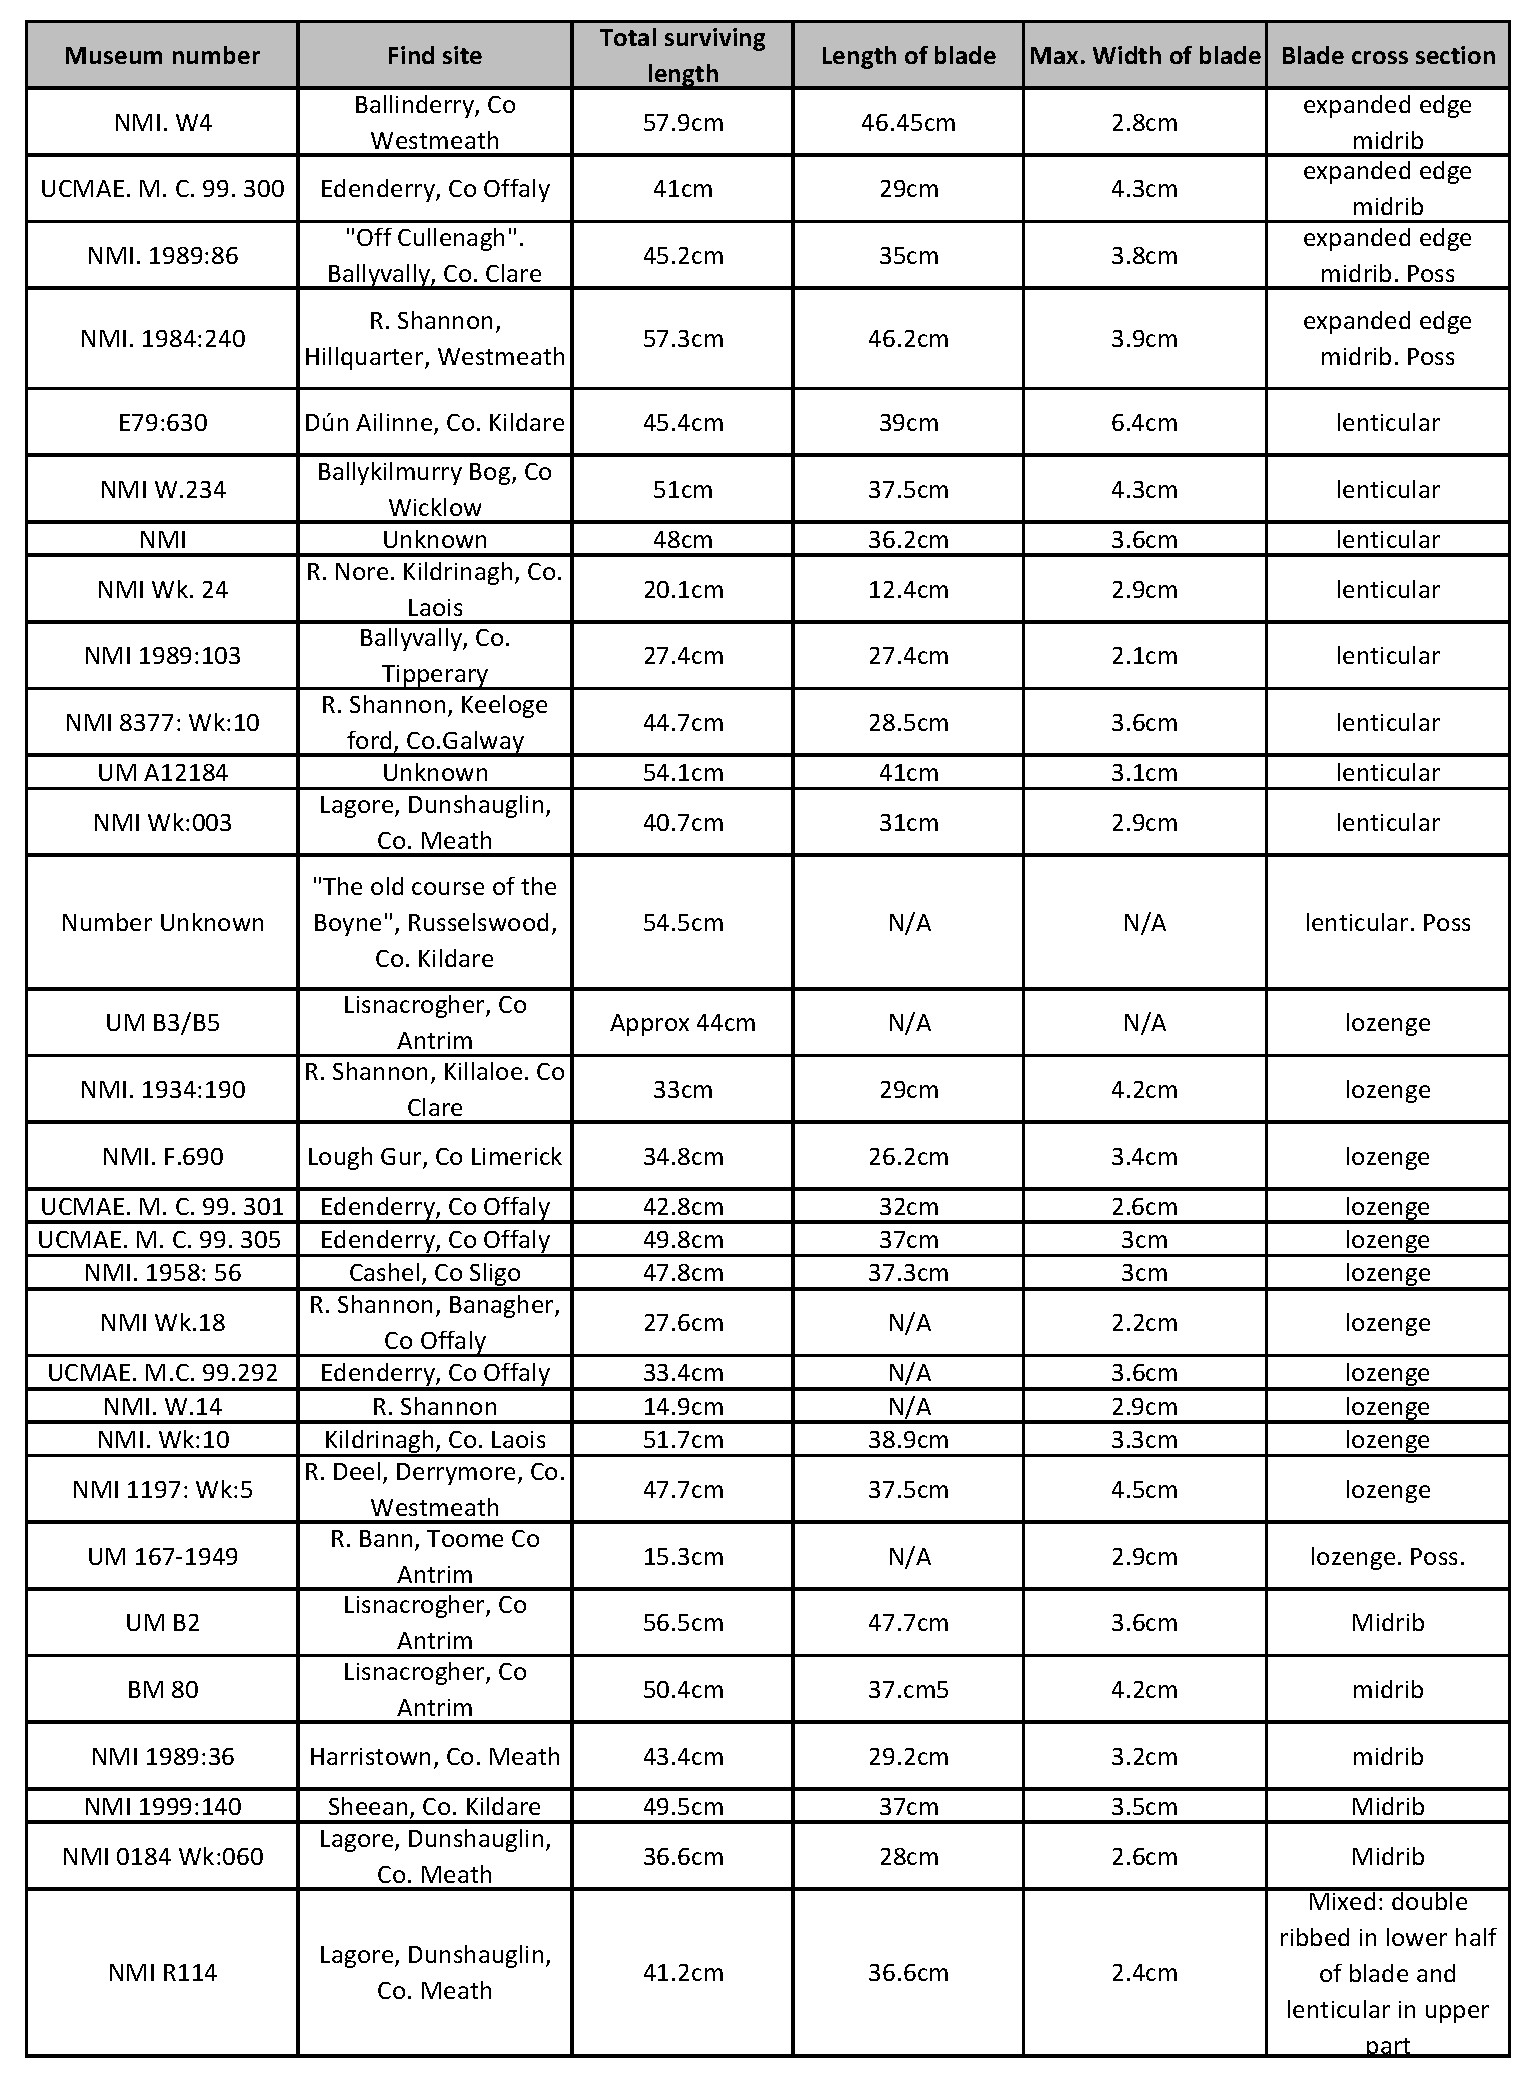 Museum number Find site Total surviving length Length of blade Max. Width of blade Blade cross section
NMI. W4 Ballinderry, Co Westmeath 57.9cm 46.45cm 2.8cm expanded edge midrib
UCMAE. M. C. 99. 300 Edenderry, Co Offaly 41cm 29cm 4.3cm expanded edge midrib
NMI. 1989:86 "Off Cullenagh". Ballyvally, Co. Clare 45.2cm 35cm 3.8cm expanded edge midrib. Poss
NMI. 1984:240 R. Shannon, Hillquarter, Westmeath 57.3cm 46.2cm 3.9cm expanded edge midrib. Poss
E79:630 Dún Ailinne, Co. Kildare 45.4cm 39cm 6.4cm lenticular
NMI W.234 Ballykilmurry Bog, Co Wicklow 51cm 37.5cm 4.3cm lenticular
NMI Unknown 48cm 36.2cm 3.6cm lenticular
NMI Wk. 24 R. Nore. Kildrinagh, Co. Laois 20.1cm 12.4cm 2.9cm lenticular
NMI 1989:103 Ballyvally, Co. Tipperary 27.4cm 27.4cm 2.1cm lenticular
NMI 8377: Wk:10 R. Shannon, Keeloge ford, Co.Galway 44.7cm 28.5cm 3.6cm lenticular
UM A12184 Unknown 54.1cm 41cm 3.1cm lenticular
NMI Wk:003 Lagore, Dunshauglin, Co. Meath 40.7cm 31cm 2.9cm lenticular
Number Unknown "The old course of the Boyne", Russelswood, Co. Kildare 54.5cm N/A N/A lenticular. Poss
UM B3/B5 Lisnacrogher, Co Antrim Approx 44cm N/A N/A lozenge
NMI. 1934:190 R. Shannon, Killaloe. Co Clare 33cm 29cm 4.2cm lozenge
NMI. F.690 Lough Gur, Co Limerick 34.8cm 26.2cm 3.4cm lozenge
UCMAE. M. C. 99. 301 Edenderry, Co Offaly 42.8cm 32cm 2.6cm lozenge
UCMAE. M. C. 99. 305 Edenderry, Co Offaly 49.8cm 37cm 3cm lozenge
NMI. 1958: 56 Cashel, Co Sligo 47.8cm 37.3cm 3cm lozenge
NMI Wk.18 R. Shannon, Banagher, Co Offaly 27.6cm N/A 2.2cm lozenge
UCMAE. M.C. 99.292 Edenderry, Co Offaly 33.4cm N/A 3.6cm lozenge
NMI. W.14 R. Shannon 14.9cm N/A 2.9cm lozenge
NMI. Wk:10 Kildrinagh, Co. Laois 51.7cm 38.9cm 3.3cm lozenge
NMI 1197: Wk:5 R. Deel, Derrymore, Co. Westmeath 47.7cm 37.5cm 4.5cm lozenge
UM 167-1949 R. Bann, Toome Co Antrim 15.3cm N/A 2.9cm lozenge. Poss.
UM B2 Lisnacrogher, Co Antrim 56.5cm 47.7cm 3.6cm Midrib
BM 80 Lisnacrogher, Co Antrim 50.4cm 37.cm5 4.2cm midrib
NMI 1989:36 Harristown, Co. Meath 43.4cm 29.2cm 3.2cm midrib
NMI 1999:140 Sheean, Co. Kildare 49.5cm 37cm 3.5cm Midrib
NMI 0184 Wk:060 Lagore, Dunshauglin, Co. Meath 36.6cm 28cm 2.6cm Midrib
NMI R114 Lagore, Dunshauglin, Co. Meath 41.2cm 36.6cm 2.4cm Mixed: double ribbed in lower half of blade and lenticular in upper part